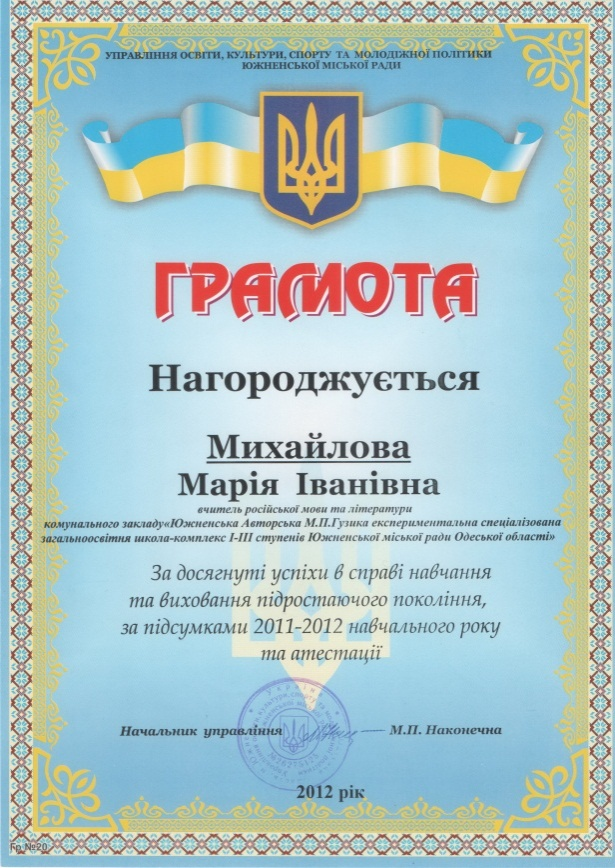 УПРАВЛІННЯ ОСВІТИ, КУЛЬТУРИ, СПОРТУ ТА МОЛОДІЖНОЇ ПОЛІТИКИ
ЮЖНЕНСЬКОЇ МІСЬКОЇ РАДИ
ГРАМОТА
Нагороджується
Михайлова
Марія Іванівна
вчитель російської мови та літератури
комунального закладу«Южненська Авторська М.П.Гузика експериментальна спеціалізована
загальноосвітня школа-комплекс І-ІІІ ступенів Южненської міської ради Одеської області»
За досягнуті успіхи в справі навчання
та виховання підростаючого покоління,
за підсумками 2011-2012 навчального року
та атестації
Начальник управління М.П. Наконечна
2012 рік
Гр №20